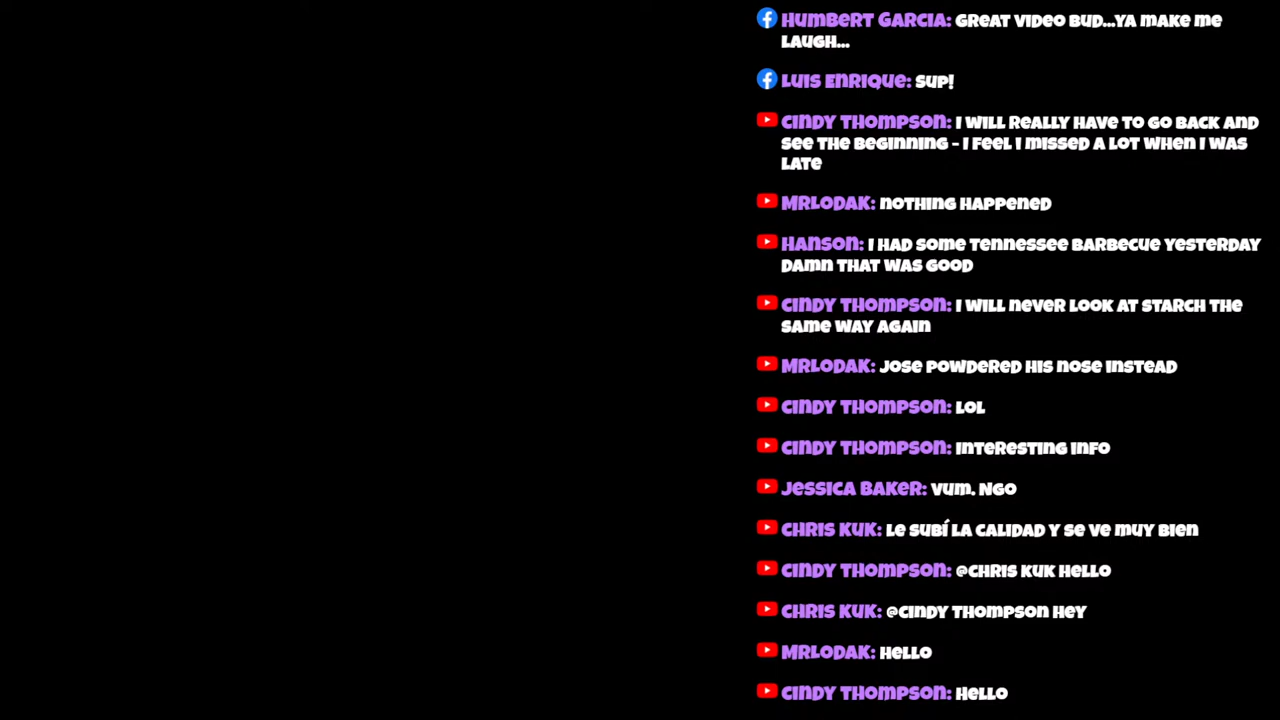 Humbert Garcia: Great video bud...ya make me
laugh...
Luis Enrique: Sup!
Cindy Thompson: I will really have to go back and
see the beginning - I feel I missed a lot when I was
late
MrLodak: nothing happened
Hanson: I had some Tennessee barbecue yesterday
damn that was good
Cindy Thompson: I will never look at starch the
same way again
MrLodak: Jose powdered his nose instead
Cindy Thompson: LOL
Cindy Thompson: Interesting info
Jessica Baker: Vum. Ngo
Chris Kuk: Le subí la calidad y se ve muy bien
Cindy Thompson: @Chris Kuk Hello
Chris Kuk: @Cindy Thompson hey
MrLodak: Hello
Cindy Thompson: Hello